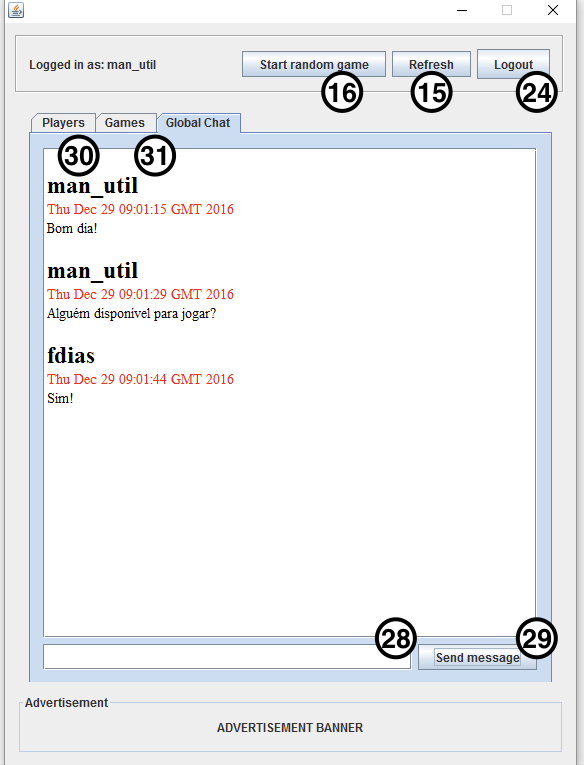 Logged in as: man_util
Start random game
Refresh
Logout
16
15
24
Players
Games
Global Chat
30
31
man_util
Thu Dec 29 09:01:15 GMT 2016
Bom dia!
man_util
Thu Dec 29 09:01:29 GMT 2016
Alguém disponível para jogar?
fdias
Thu Dec 29 09:01:44 GMT 2016
Sim!
28
29
Send message
Advertisement
ADVERTISEMENT BANNER